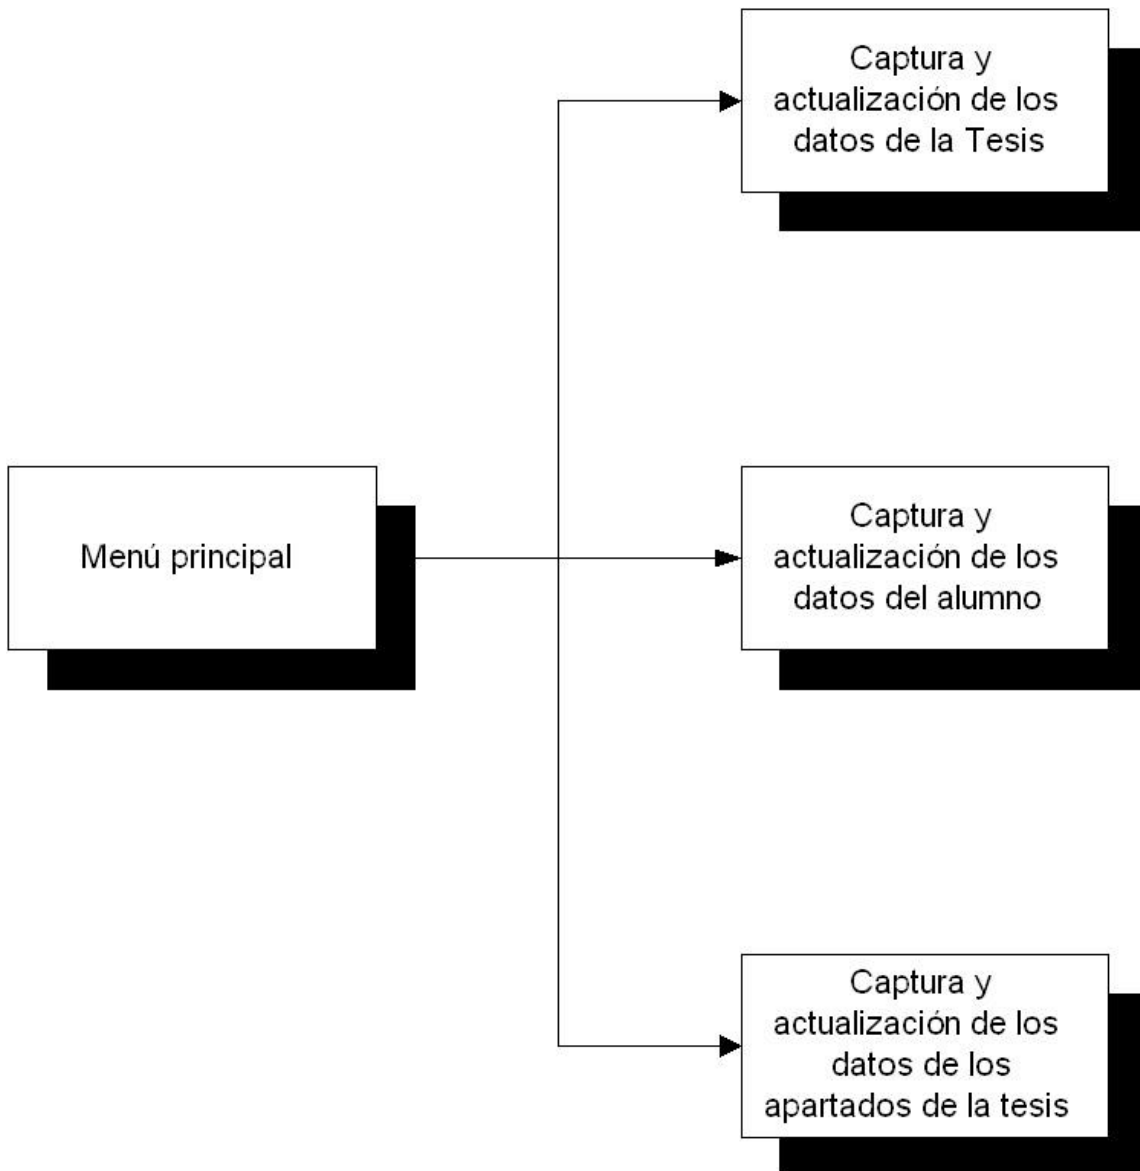 Captura y
actualización de los
datos de la Tesis
Menú principal
Captura y
actualización de los
datos del alumno
Captura y
actualización de los
datos de los
apartados de la tesis